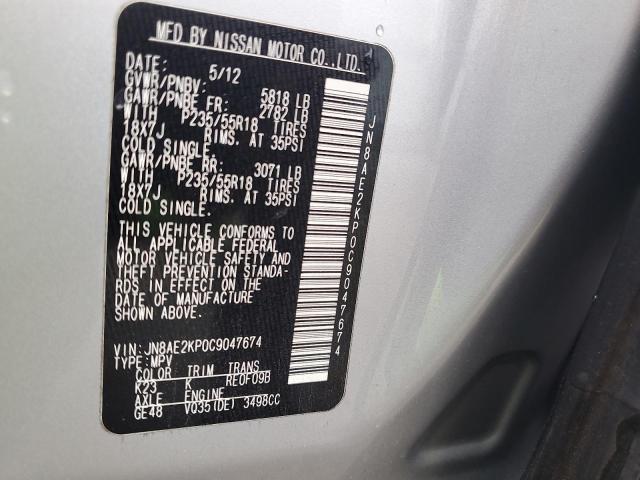 MFD BY NISSAN MOTOR CO.,LTD.
DATE: 5/12
GVWR/PNBV: 5818 LB
GAWR/PNBE FR: 2782 LB
WITH P235/55R18 TIRES
18X7J RIMS. AT 35PSI
COLD SINGLE.
GAWR/PNBE RR: 3071 LB
WITH P235/55R18 TIRES
18X7J RIMS. AT 35PSI
COLD SINGLE.
THIS VEHICLE CONFORMS TO
ALL APPLICABLE FEDERAL
MOTOR VEHICLE SAFETY AND
THEFT PREVENTION STANDA-
RDS IN EFFECT ON THE
DATE OF MANUFACTURE
SHOWN ABOVE.
VIN: JN8AE2KP0C9047674
TYPE: MPV
COLOR TRIM TRANS
K23 K RE0F09B
AXLE ENGINE
GE48 VQ35(DE) 3498CC
JN8AE2KP0C9047674